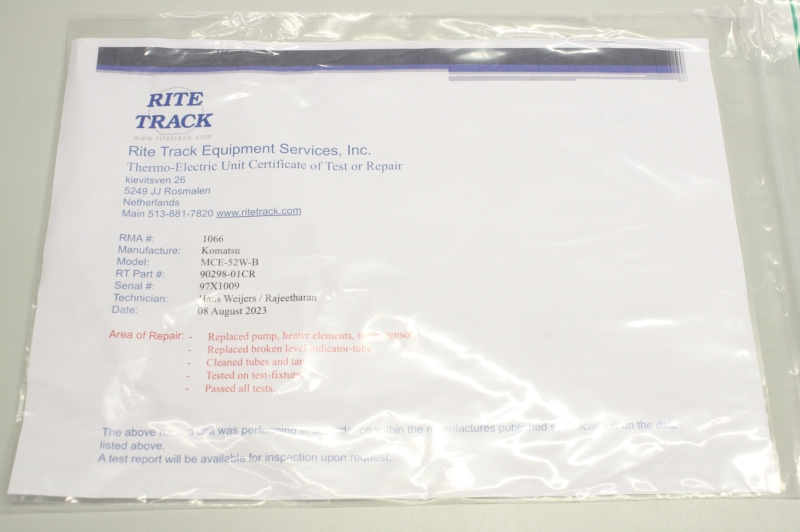 RITE
TRACK
www.ritetrack.com
Rite Track Equipment Services, Inc.
Thermo-Electric Unit Certificate of Test or Repair
kievitsven 26
5249 JJ Rosmalen
Netherlands
Main 513-881-7820 www.ritetrack.com
RMA #: 1066
Manufacture: Komatsu
Model: MCE-52W-B
RT Part #: 90298-01CR
Serial #: 97X1009
Technician: Hans Weijers / Rajeetharan
Date: 08 August 2023
Area of Repair: - Replaced pump, heater elements,
- Replaced broken level indicator-tube
- Cleaned tubes and
- Tested on test-fixture
- Passed all tests.
The above unit was performing within the manufactures published on the date
listed above.
A test report will be available for inspection upon request.